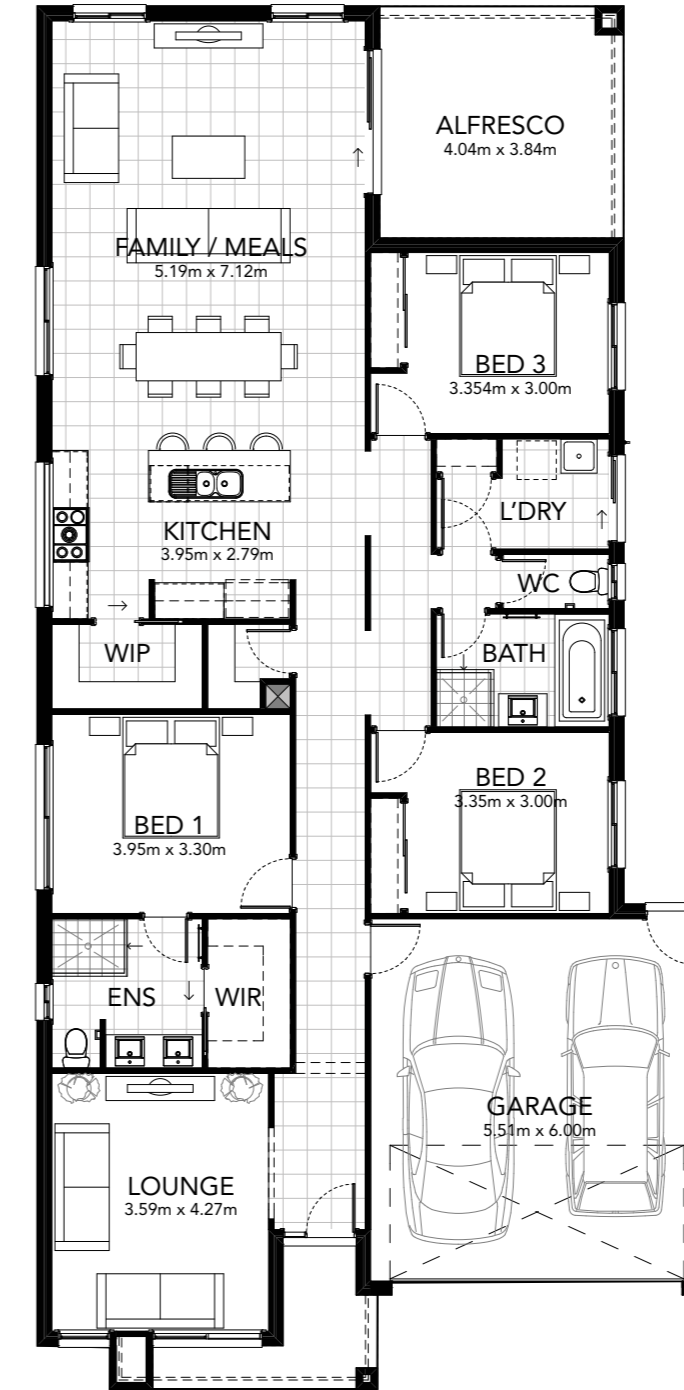 ALFRESCO
4.04m x 3.84m
FAMILY / MEALS
5.19m x 7.12m
BED 3
3.354m x 3.00m
L'DRY
KITCHEN
3.95m x 2.79m
WC
WIP
BATH
BED 2
3.35m x 3.00m
BED 1
3.95m x 3.30m
ENS
WIR
GARAGE
5.51m x 6.00m
LOUNGE
3.59m x 4.27m